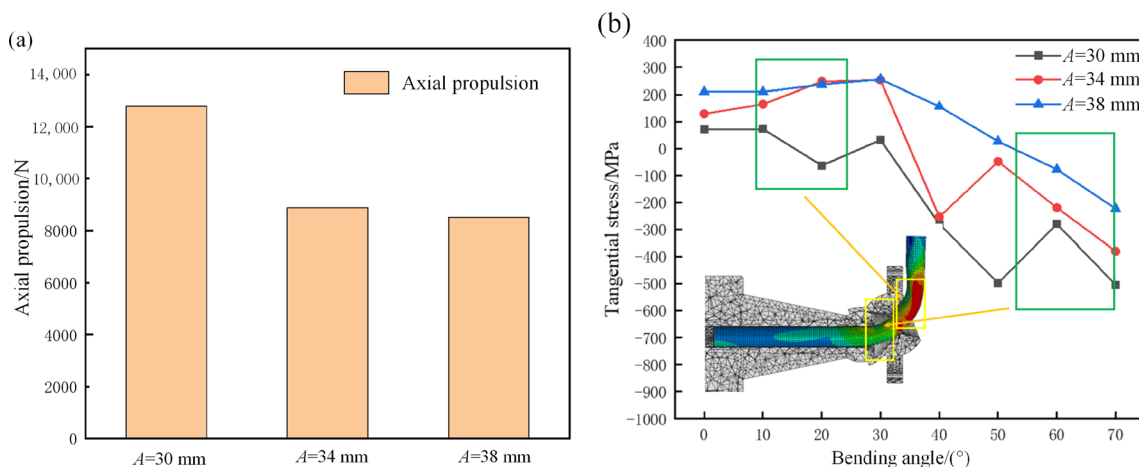 (a)
Axial propulsion/N
14, 000
12, 000
10, 000
8000
6000
4000
2000
0
Axial propulsion
A=30 mm
A=34 mm
A=38 mm
(b)
Tangential stress/MPa
400
300
200
100
0
−100
−200
−300
−400
−500
−600
−700
−800
−900
−1000
A=30 mm
A=34 mm
A=38 mm
0 10 20 30 40 50 60 70
Bending angle/(°)